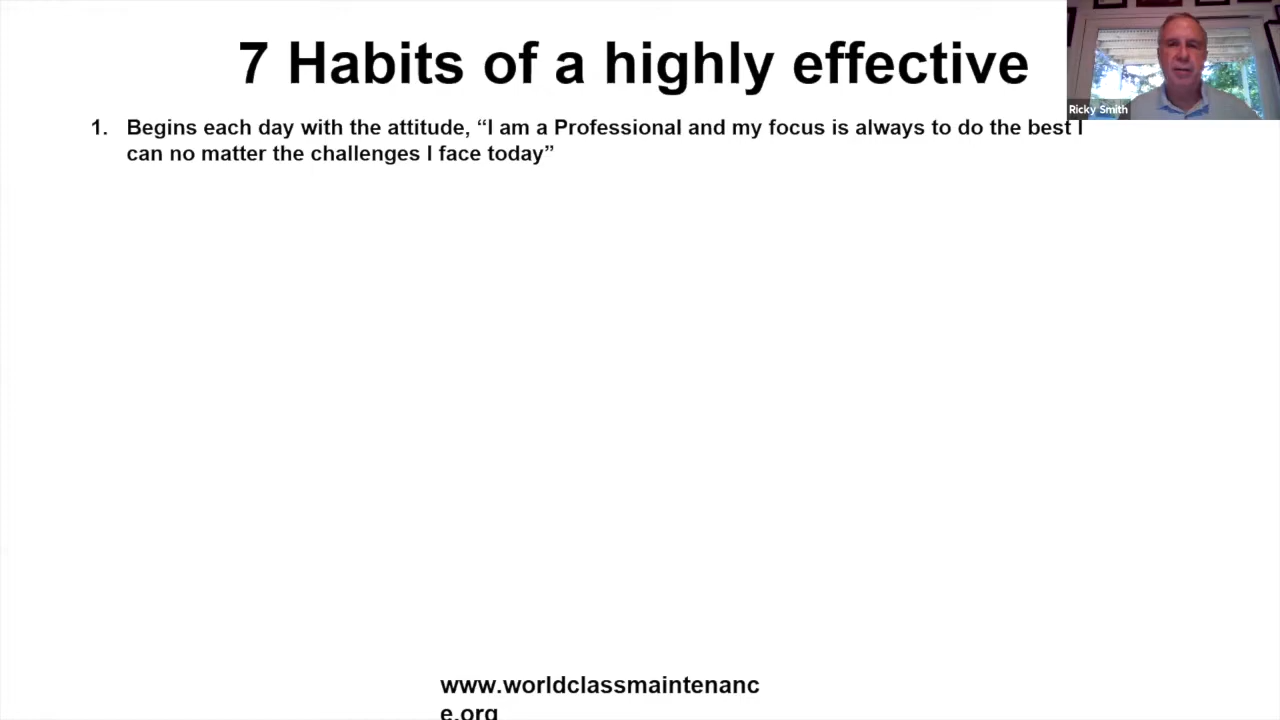 7 Habits of a highly effective
Ricky Smith
1. Begins each day with the attitude, “I am a Professional and my focus is always to do the best I
can no matter the challenges I face today”
www.worldclassmaintenanc
e.org